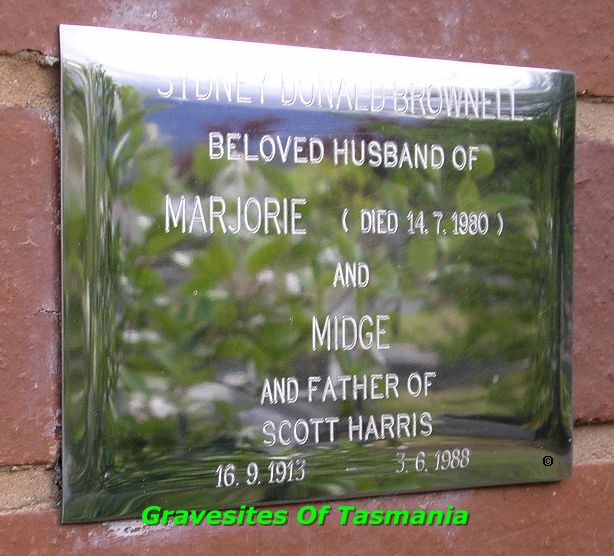 SYDNEY DONALD BROWNELL
BELOVED HUSBAND OF
MARJORIE ( DIED 14.7.1980 )
AND
MIDGE
AND FATHER OF
SCOTT HARRIS
16.9.1913 – 3.6.1988
©
Gravesites Of Tasmania